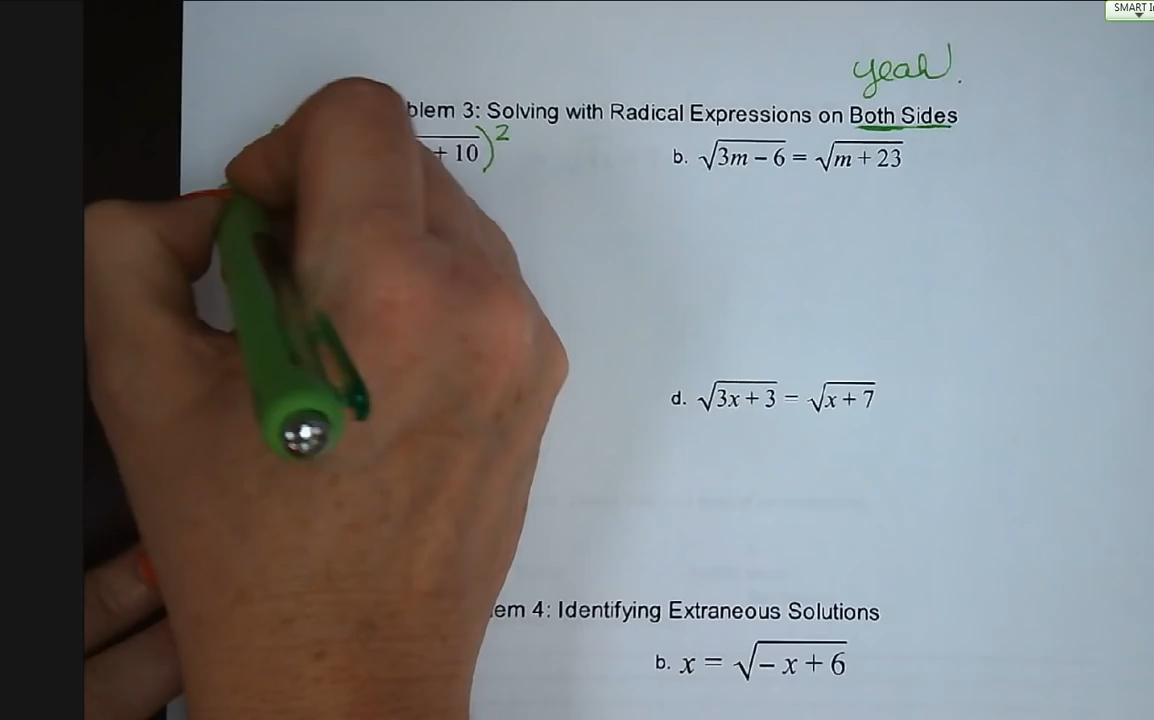 SMART I
yeah!
blem 3: Solving with Radical Expressions on Both Sides
+ 10)²
b. √(3m − 6) = √(m + 23)
d. √(3x + 3) = √(x + 7)
em 4: Identifying Extraneous Solutions
b. x = √(− x + 6)